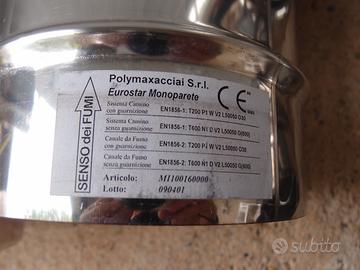 Polymaxacciai S.r.l.
Eurostar Monoparete
CE
SENSO dei FUMI
Sistema Camino
con guarnizione
EN1856-1: T200 P1 W V2 L50050 O30
Sistema Camino
senza guarnizione
EN1856-1: T600 N1 D V2 L50050 G(600)
Canale da Fumo
con guarnizione
EN1856-2: T200 P1 W V2 L50050 O30
Canale da Fumo
senza guarnizione
EN1856-2: T600 N1 D V2 L50050 G(600)
Articolo: MI100160000
Lotto: 090401
subito